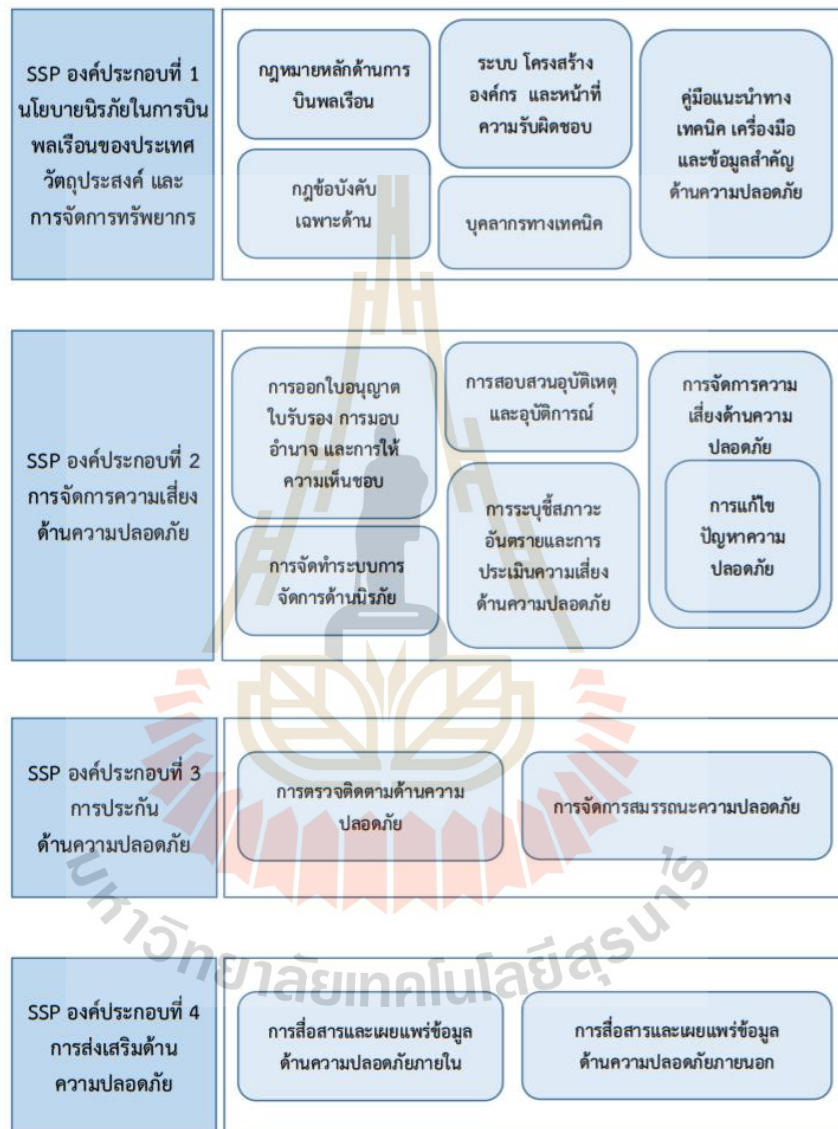 SSP องค์ประกอบที่ 1
นโยบายนิรภัยในการบิน
พลเรือนของประเทศ
วัตถุประสงค์ และ
การจัดการทรัพยากร
กฎหมายหลักด้านการ
บินพลเรือน
กฎข้อบังคับ
เฉพาะด้าน
ระบบ โครงสร้าง
องค์กร และหน้าที่
ความรับผิดชอบ
บุคลากรทางเทคนิค
คู่มือแนะนำทาง
เทคนิค เครื่องมือ
และข้อมูลสำคัญ
ด้านความปลอดภัย
SSP องค์ประกอบที่ 2
การจัดการความเสี่ยง
ด้านความปลอดภัย
การออกใบอนุญาต
ใบรับรอง การมอบ
อำนาจ และการให้
ความเห็นชอบ
การจัดทำระบบการ
จัดการด้านนิรภัย
การสอบสวนอุบัติเหตุ
และอุบัติการณ์
การระบุชี้สภาวะ
อันตรายและการ
ประเมินความเสี่ยง
ด้านความปลอดภัย
การจัดการความ
เสี่ยงด้านความ
ปลอดภัย
การแก้ไข
ปัญหาความ
ปลอดภัย
SSP องค์ประกอบที่ 3
การประกัน
ด้านความปลอดภัย
การตรวจติดตามด้านความ
ปลอดภัย
การจัดการสมรรถนะความปลอดภัย
SSP องค์ประกอบที่ 4
การส่งเสริมด้าน
ความปลอดภัย
การสื่อสารและเผยแพร่ข้อมูล
ด้านความปลอดภัยภายใน
การสื่อสารและเผยแพร่ข้อมูล
ด้านความปลอดภัยภายนอก
มหาวิทยาลัยเทคโนโลยีสุรนารี